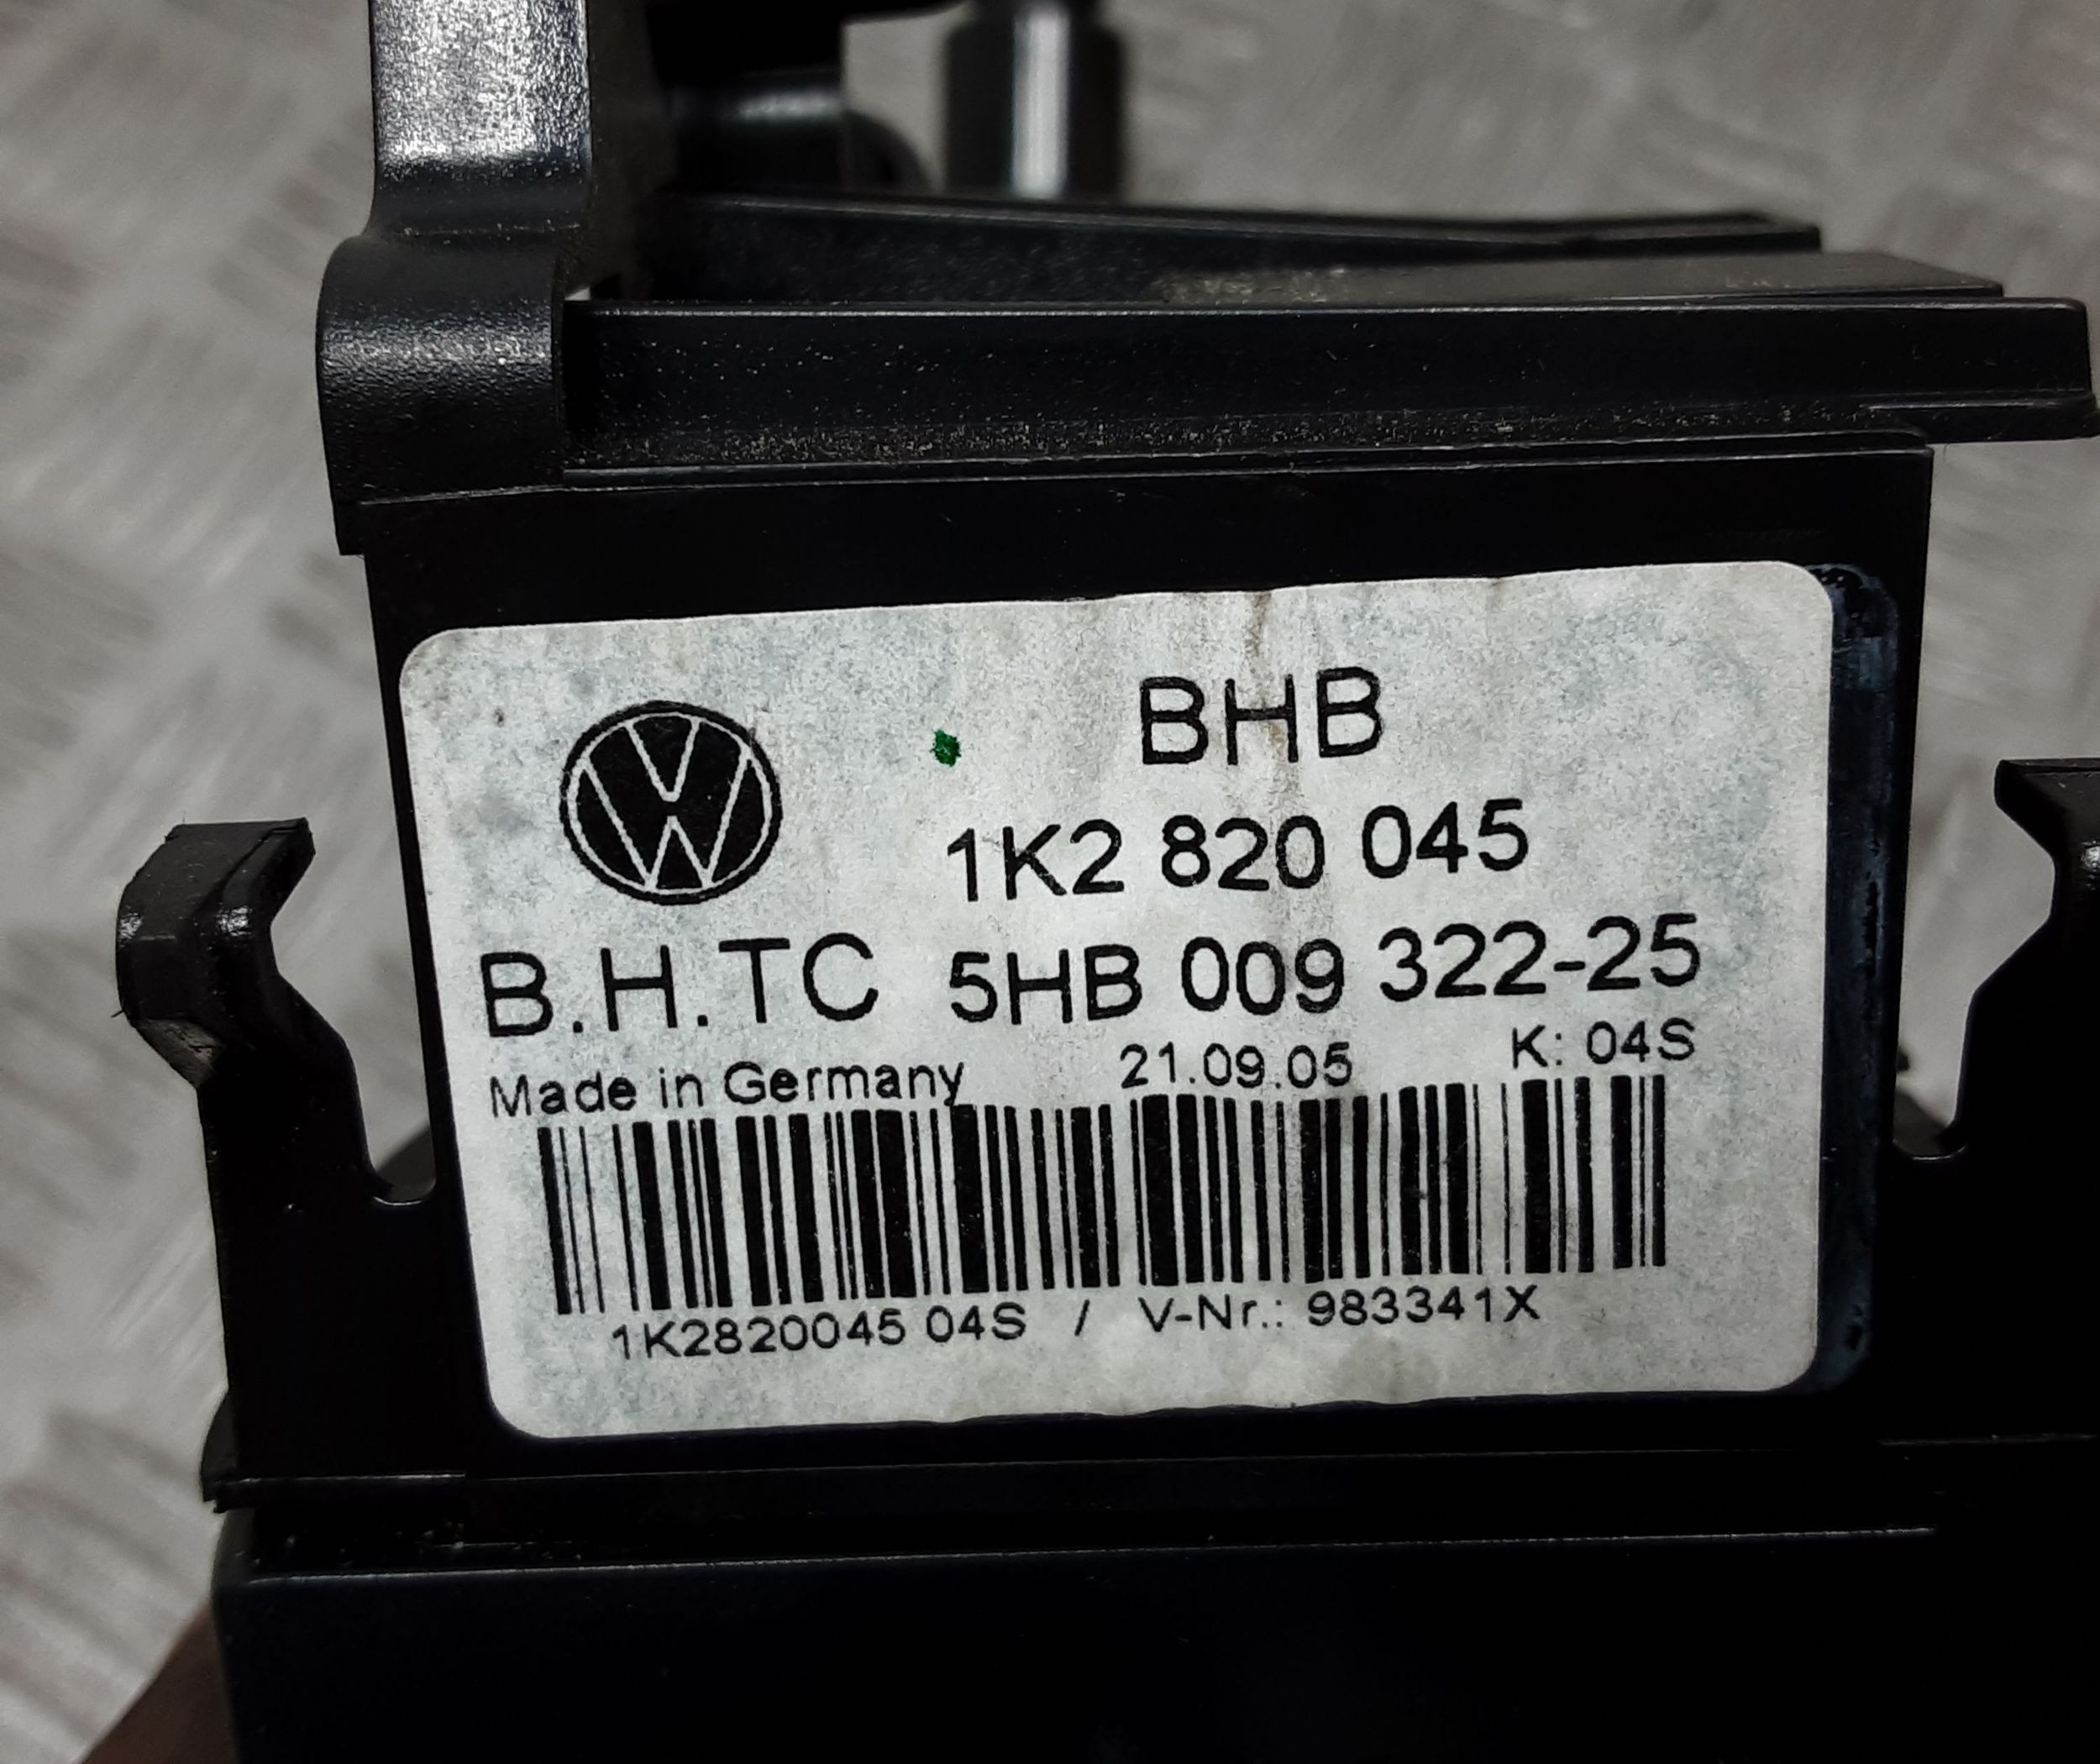 BHB
1K2 820 045
B.H.TC 5HB 009 322-25
Made in Germany 21.09.05 K: 04S
1K2820045 04S / V-Nr.: 983341X